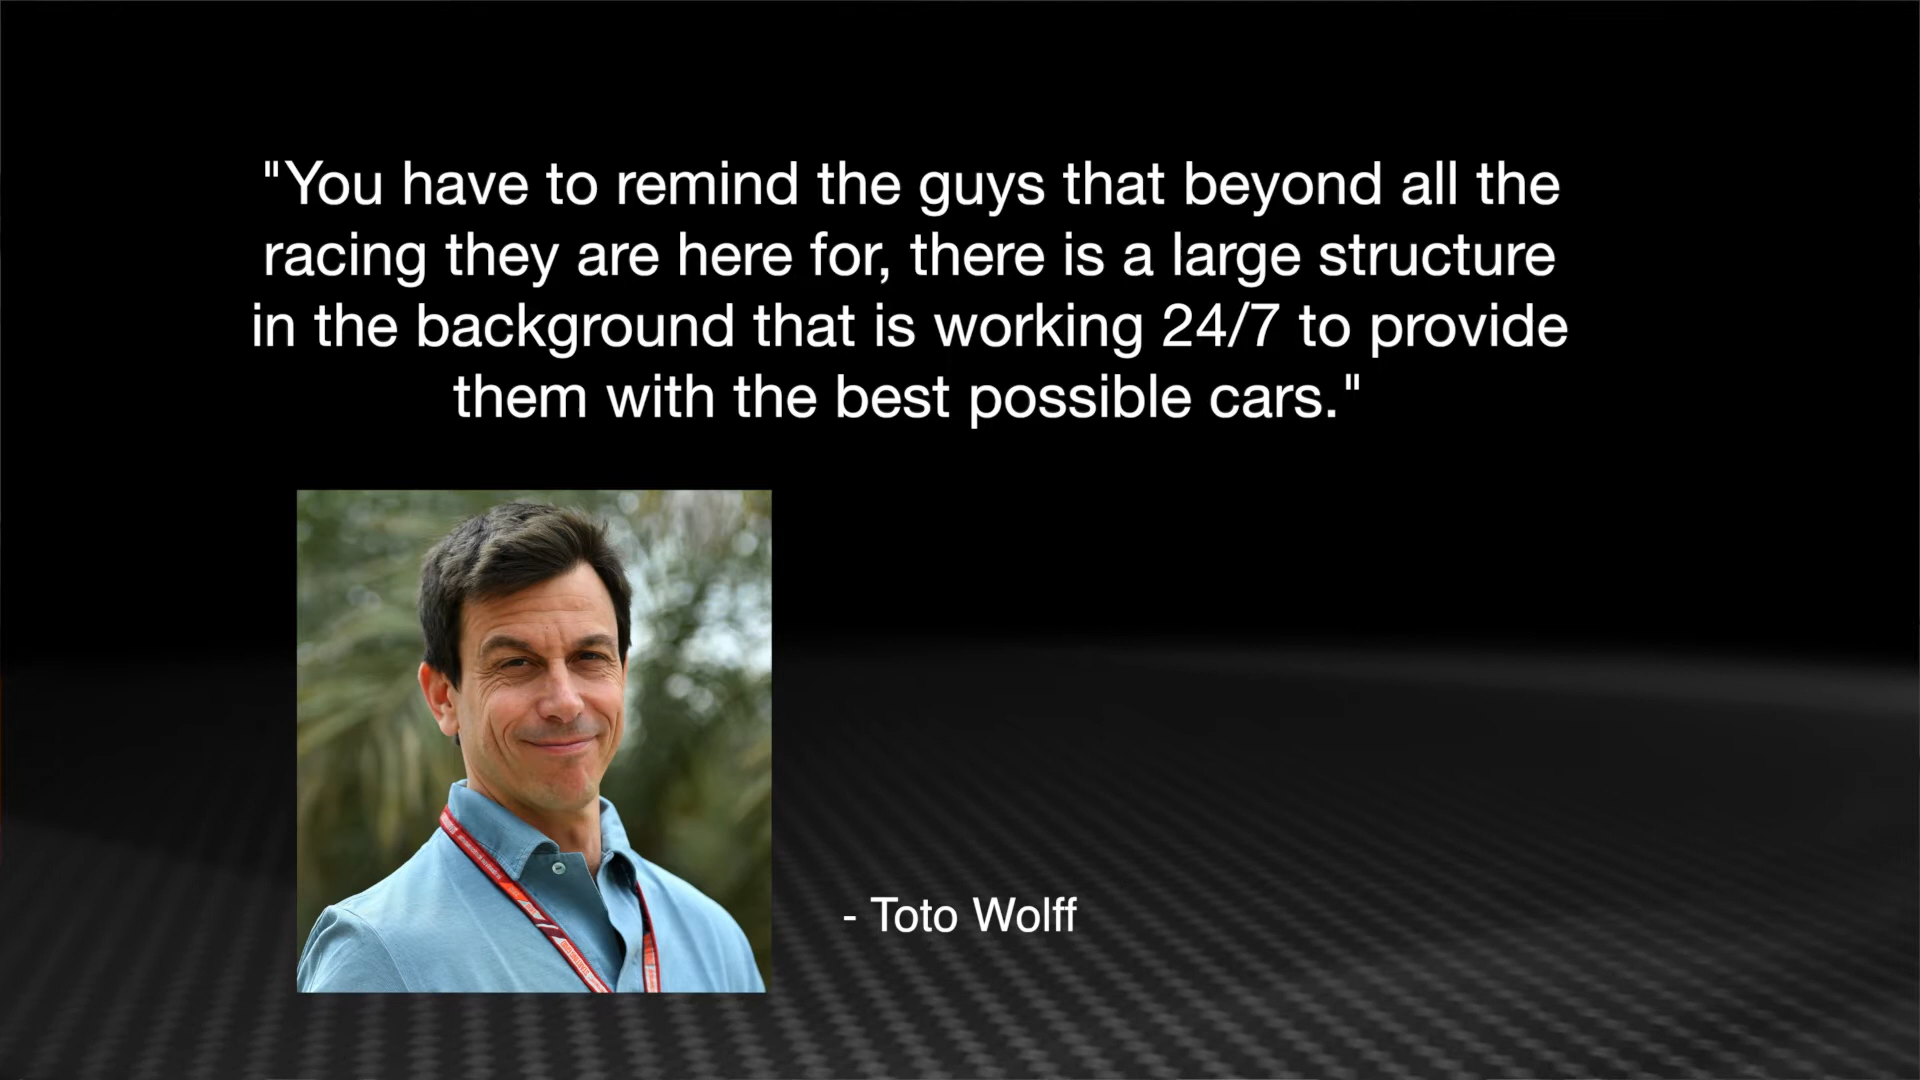 "You have to remind the guys that beyond all the
racing they are here for, there is a large structure
in the background that is working 24/7 to provide
them with the best possible cars."
- Toto Wolff